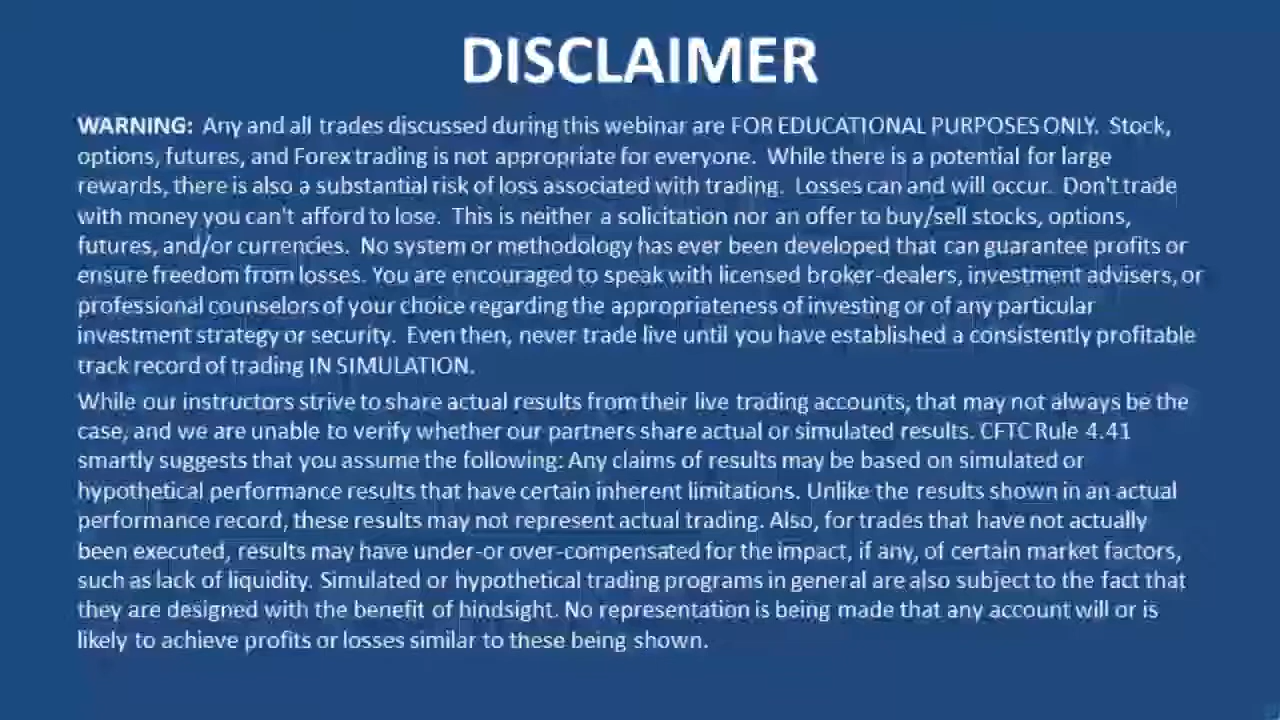 DISCLAIMER
WARNING: Any and all trades discussed during this webinar are FOR EDUCATIONAL PURPOSES ONLY. Stock,
options, futures, and Forex trading is not appropriate for everyone. While there is a potential for large
rewards, there is also a substantial risk of loss associated with trading. Losses can and will occur. Don't trade
with money you can't afford to lose. This is neither a solicitation nor an offer to buy/sell stocks, options,
futures, and/or currencies. No system or methodology has ever been developed that can guarantee profits or
ensure freedom from losses. You are encouraged to speak with licensed broker-dealers, investment advisers, or
professional counselors of your choice regarding the appropriateness of investing or of any particular
investment strategy or security. Even then, never trade live until you have established a consistently profitable
track record of trading IN SIMULATION.
While our instructors strive to share actual results from their live trading accounts, that may not always be the
case, and we are unable to verify whether our partners share actual or simulated results. CFTC Rule 4.41
smartly suggests that you assume the following: Any claims of results may be based on simulated or
hypothetical performance results that have certain inherent limitations. Unlike the results shown in an actual
performance record, these results may not represent actual trading. Also, for trades that have not actually
been executed, results may have under-or over-compensated for the impact, if any, of certain market factors,
such as lack of liquidity. Simulated or hypothetical trading programs in general are also subject to the fact that
they are designed with the benefit of hindsight. No representation is being made that any account will or is
likely to achieve profits or losses similar to these being shown.